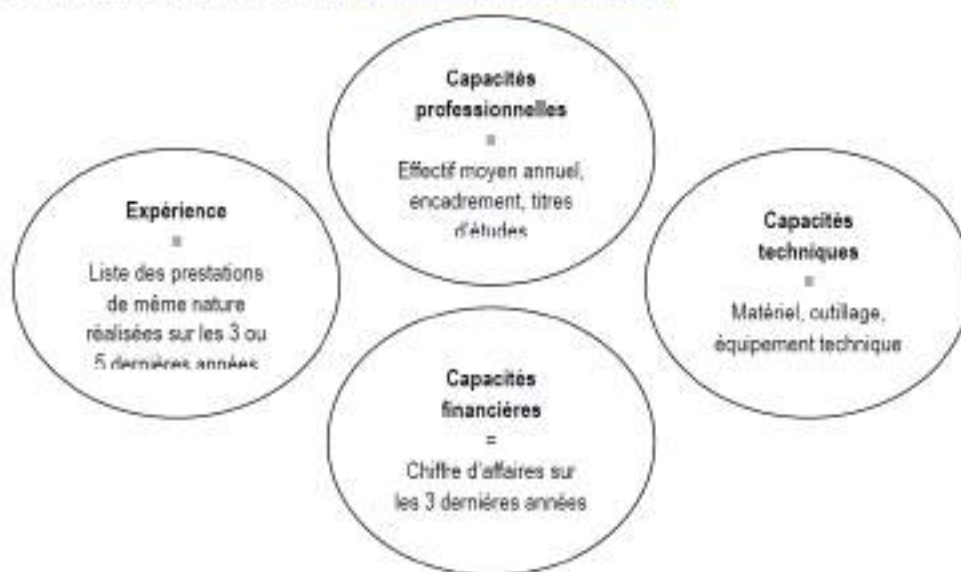 Capacités
professionnelles
=
Effectif moyen annuel,
encadrement, titres
d'études
Expérience
=
Liste des prestations
de même nature
réalisées sur les 3 ou
5 dernières années
Capacités
techniques
=
Matériel, outillage,
équipement technique
Capacités
financières
=
Chiffre d'affaires sur
les 3 dernières années